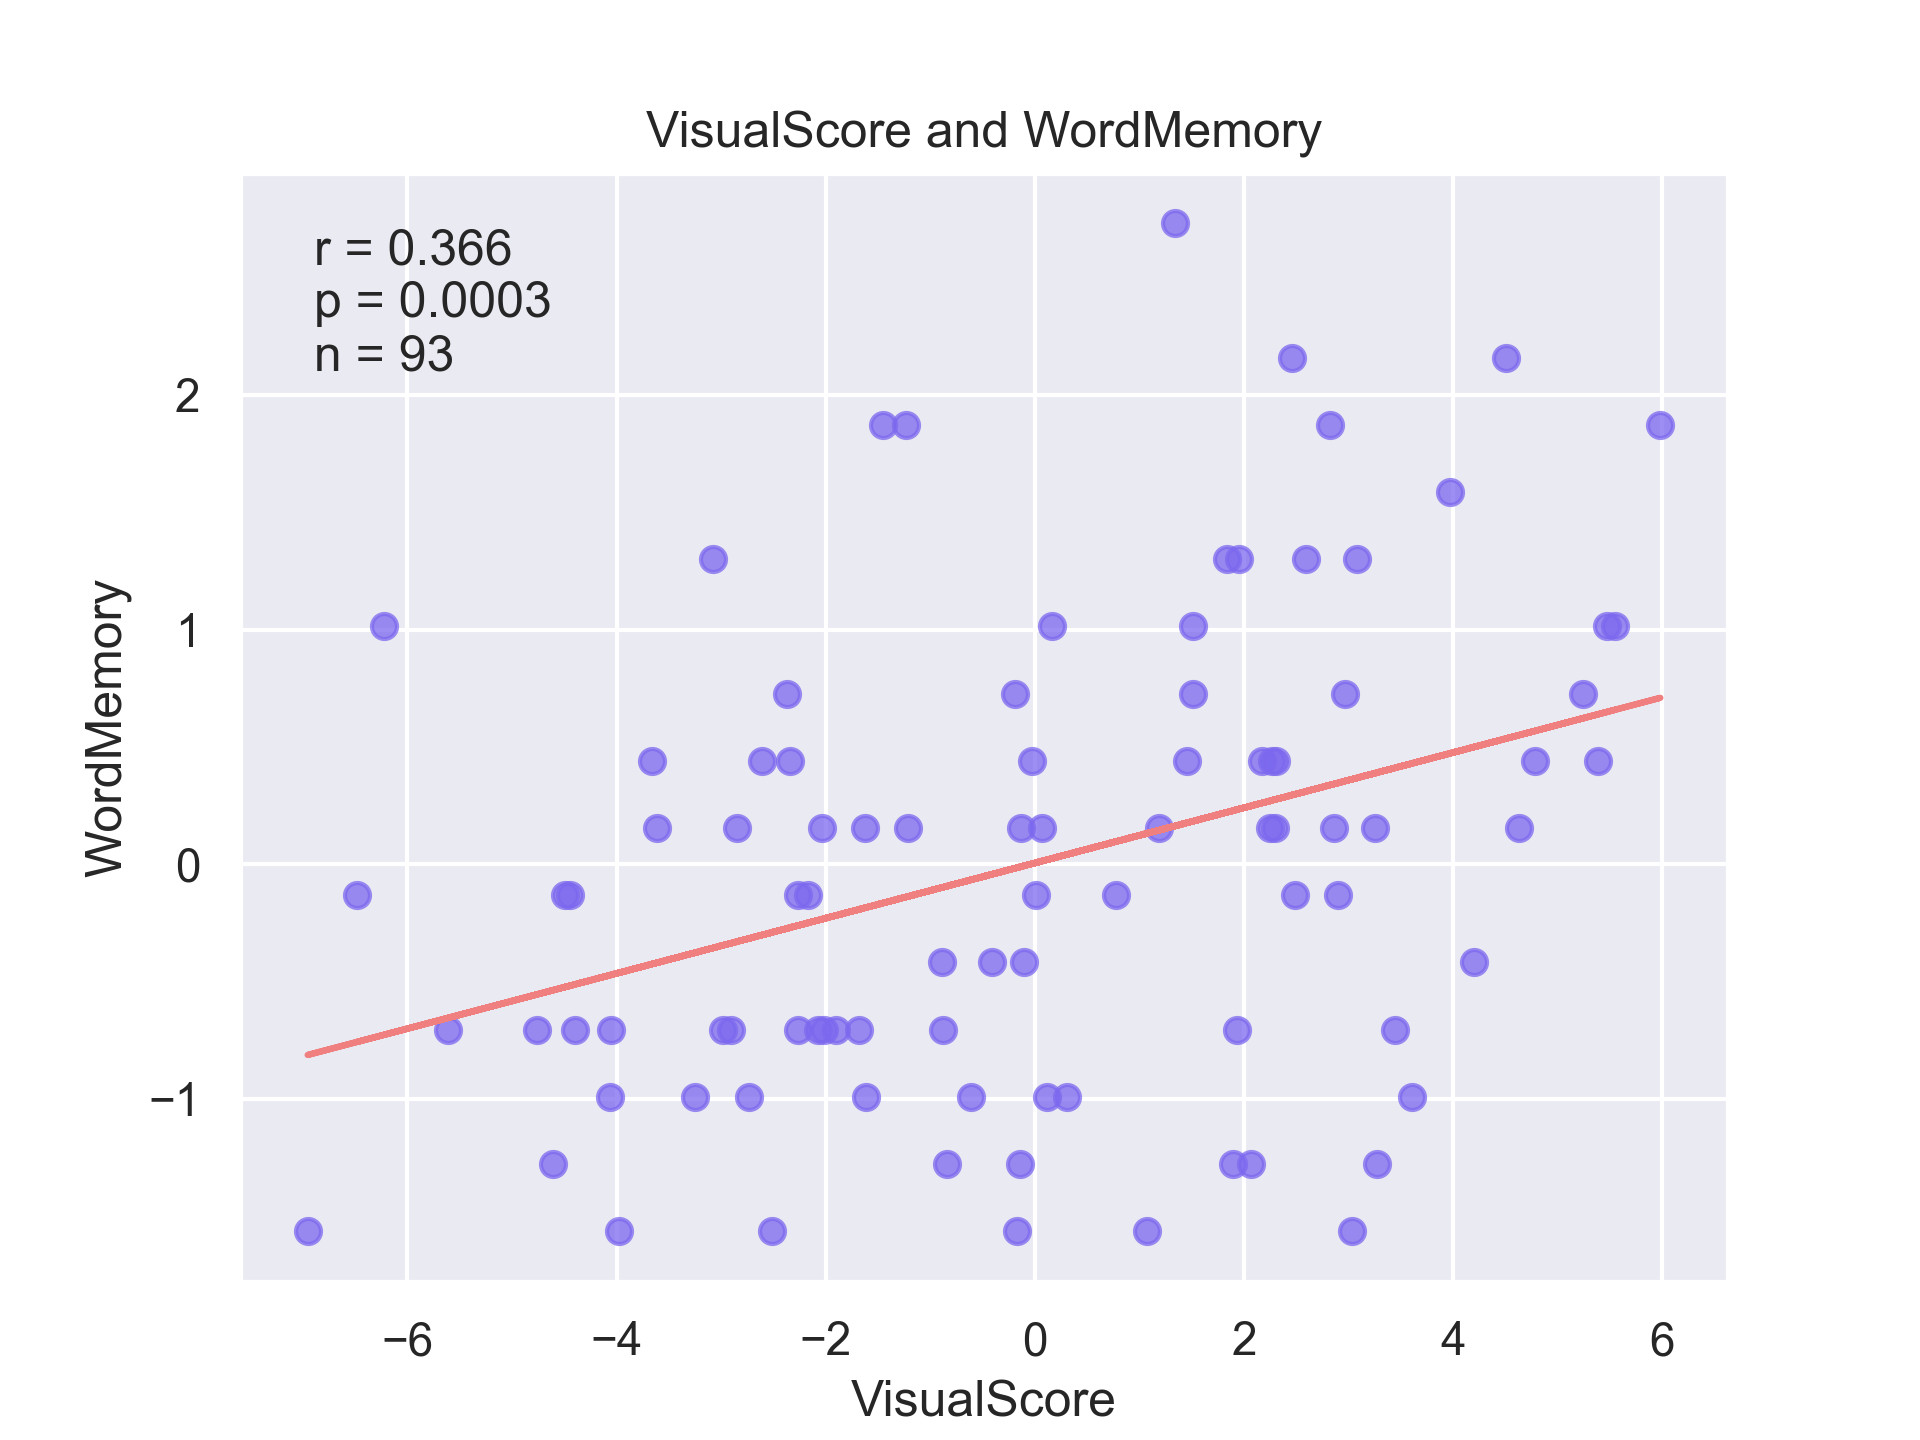 VisualScore and WordMemory
r = 0.366
p = 0.0003
n = 93
2
1
0
−1
WordMemory
−6 −4 −2 0 2 4 6
VisualScore